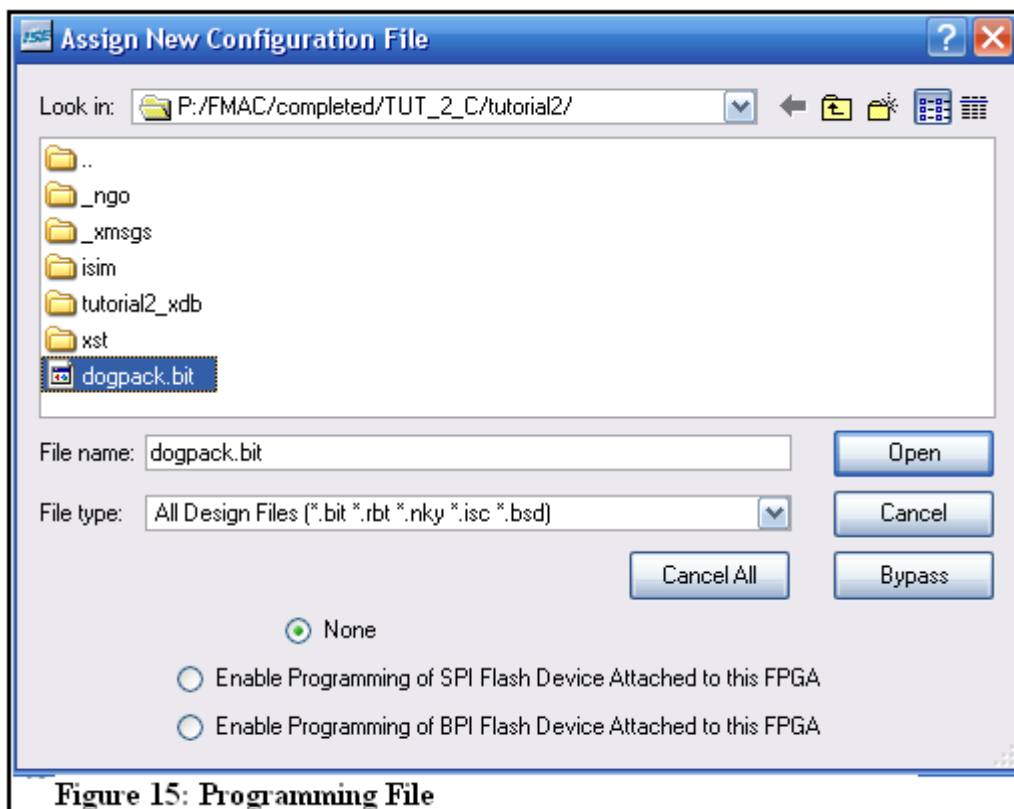 ISE Assign New Configuration File
Look in: P:/FMAC/completed/TUT_2_C/tutorial2/
..
_ngo
_xmsgs
isim
tutorial2_xdb
xst
dogpack.bit
File name: dogpack.bit Open
File type: All Design Files (*.bit *.rbt *.nky *.isc *.bsd) Cancel
Cancel All Bypass
None
Enable Programming of SPI Flash Device Attached to this FPGA
Enable Programming of BPI Flash Device Attached to this FPGA
Figure 15: Programming File